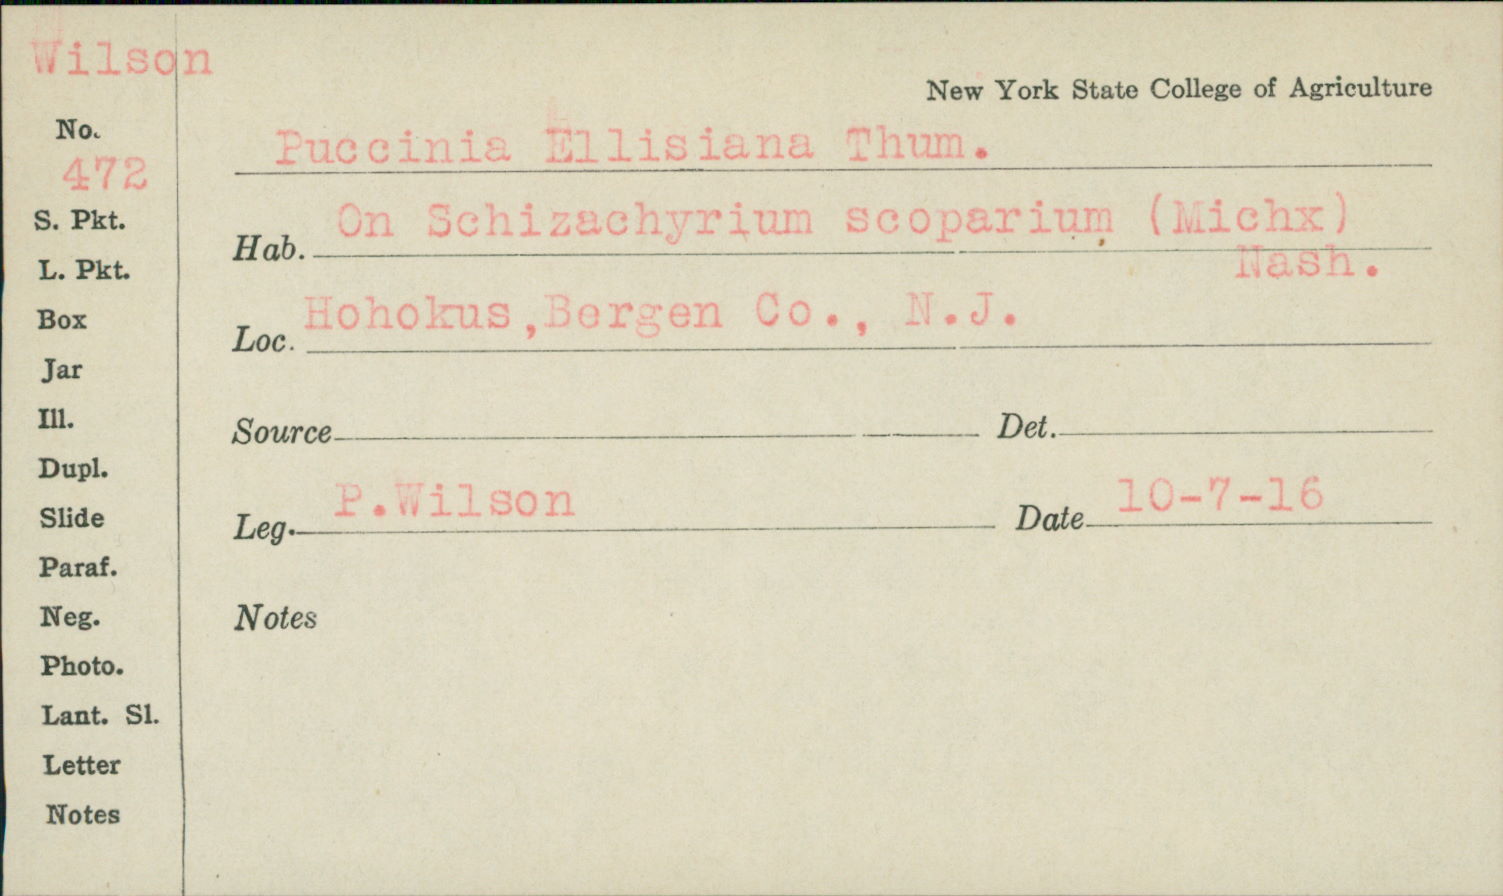 Wilson
New York State College of Agriculture
No.
472
Puccinia Ellisiana Thum.
S. Pkt.
Hab. On Schizachyrium scoparium (Michx)
Nash.
L. Pkt.
Box
Loc. Hohokus,Bergen Co., N.J.
Jar
Ill.
Source Det.
Dupl.
Slide
Leg. P.Wilson Date 10-7-16
Paraf.
Neg.
Notes
Photo.
Lant. Sl.
Letter
Notes